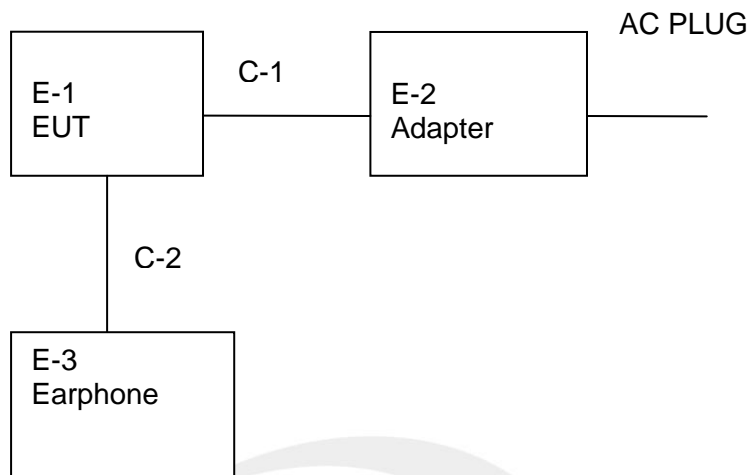 AC PLUG
C-1
E-1
EUT
E-2
Adapter
C-2
E-3
Earphone